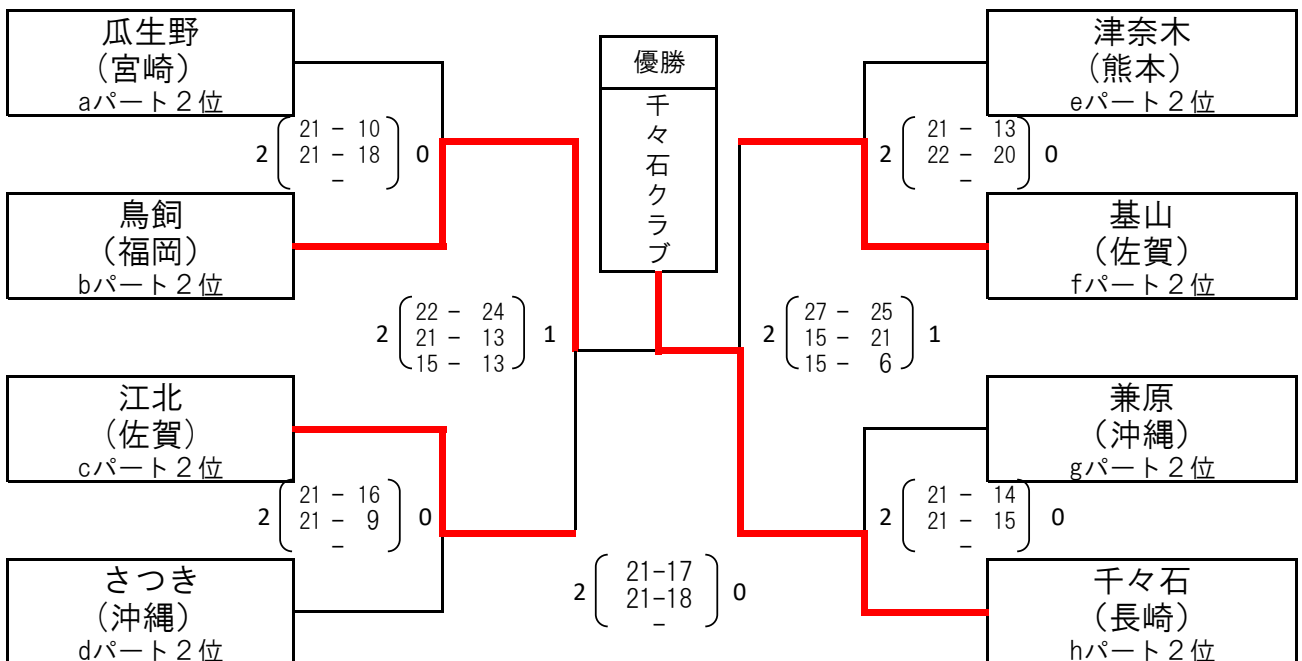 瓜生野
（宮崎）
aパート２位
2 21 - 10 0
21 - 18
-
鳥飼
（福岡）
bパート２位
2 22 - 24 1
21 - 13
15 - 13
江北
（佐賀）
cパート２位
2 21 - 16 0
21 - 9
-
さつき
（沖縄）
dパート２位
優勝
千々石クラブ
2 21-17 0
21-18
-
津奈木
（熊本）
eパート２位
2 21 - 13 0
22 - 20
-
基山
（佐賀）
fパート２位
2 27 - 25 1
15 - 21
15 - 6
兼原
（沖縄）
gパート２位
2 21 - 14 0
21 - 15
-
千々石
（長崎）
hパート２位